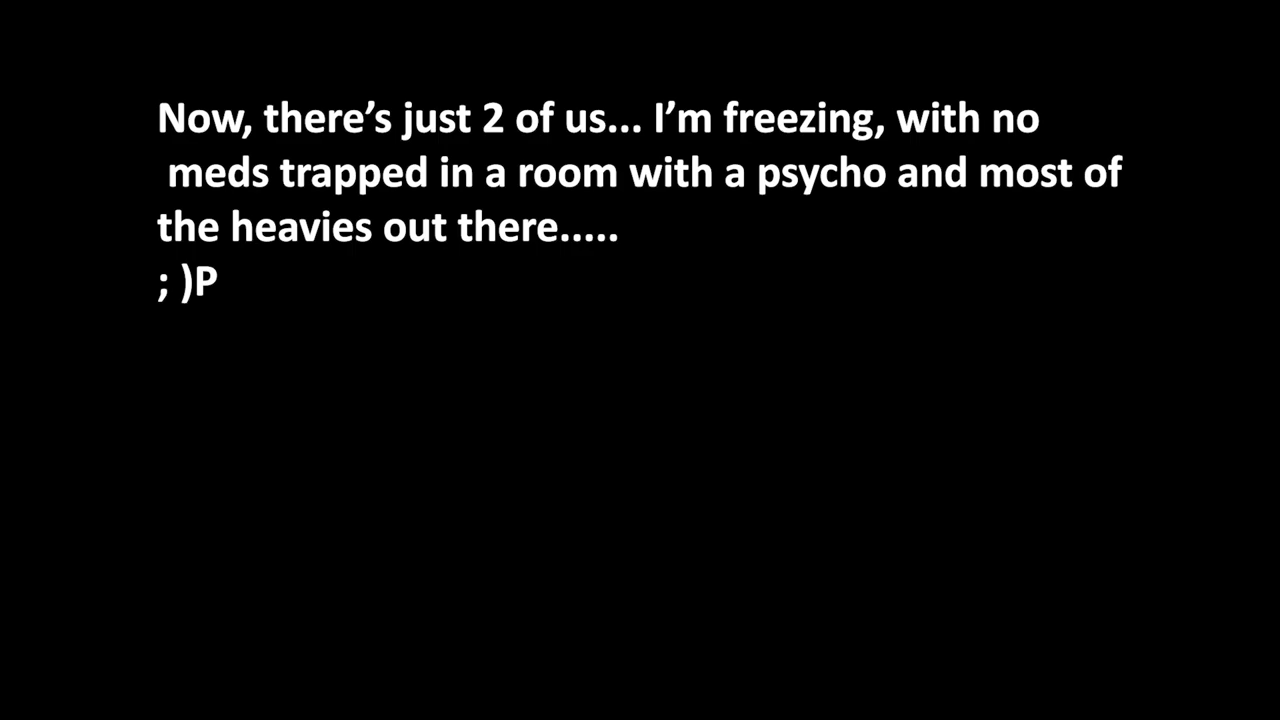 Now, there’s just 2 of us... I’m freezing, with no
meds trapped in a room with a psycho and most of
the heavies out there.....
; )P